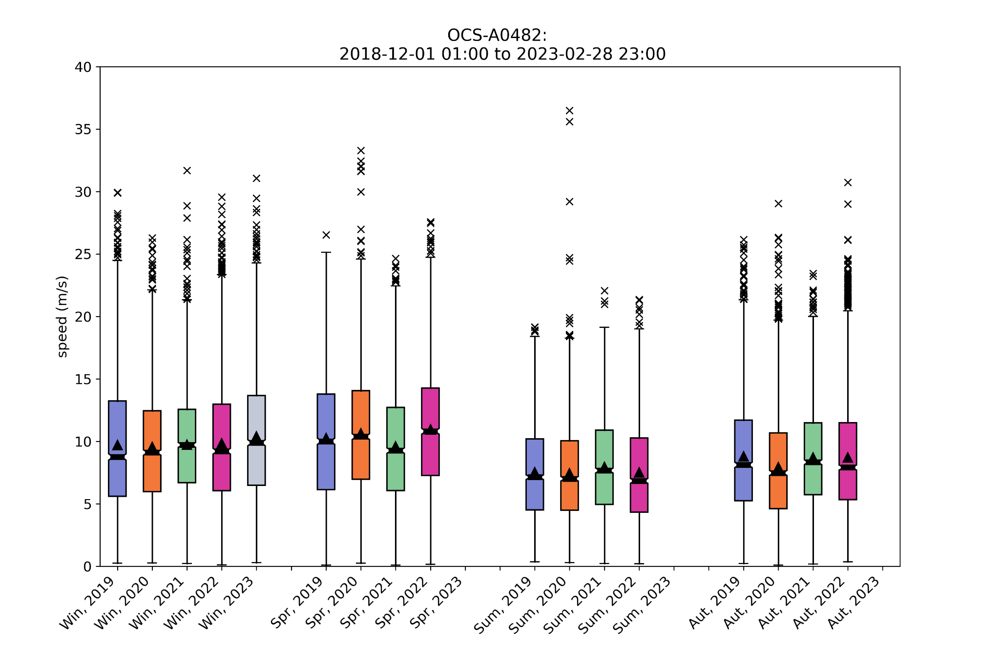 OCS-A0482:
2018-12-01 01:00 to 2023-02-28 23:00
40
35
30
25
20
15
10
5
0
speed (m/s)
Win, 2019
Win, 2020
Win, 2021
Win, 2022
Win, 2023
Spr, 2019
Spr, 2020
Spr, 2021
Spr, 2022
Spr, 2023
Sum, 2019
Sum, 2020
Sum, 2021
Sum, 2022
Sum, 2023
Aut, 2019
Aut, 2020
Aut, 2021
Aut, 2022
Aut, 2023